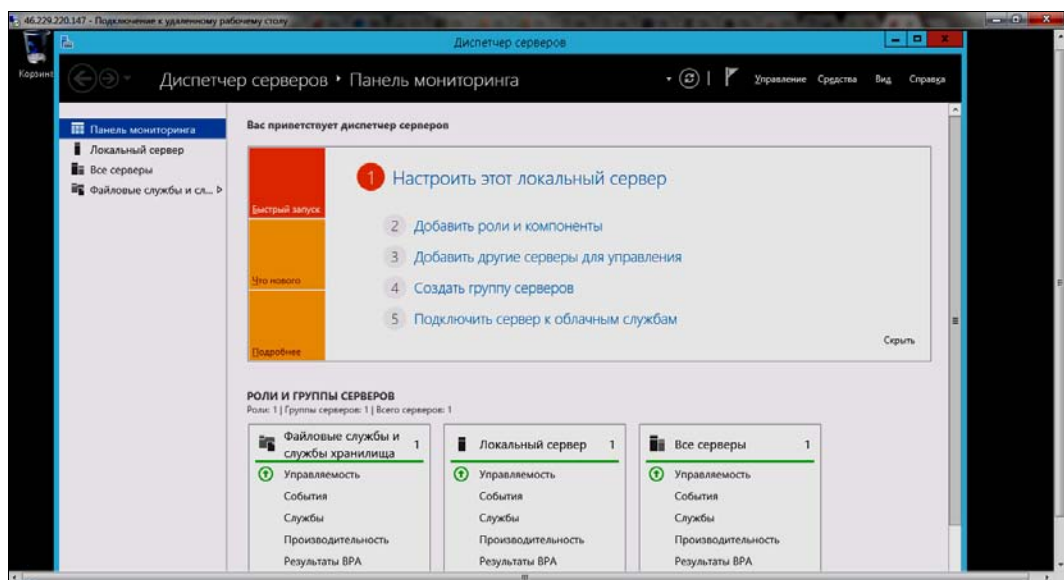 46.229.220.147 - Подключение к удаленному рабочему столу
Диспетчер серверов
Диспетчер серверов ‣ Панель мониторинга
Управление Средства Вид Справка
Панель мониторинга
Локальный сервер
Все серверы
Файловые службы и сл...
Вас приветствует диспетчер серверов
Быстрый запуск
Что нового
Подробнее
1 Настроить этот локальный сервер
2 Добавить роли и компоненты
3 Добавить другие серверы для управления
4 Создать группу серверов
5 Подключить сервер к облачным службам
Скрыть
РОЛИ И ГРУППЫ СЕРВЕРОВ
Роли: 1 | Группы серверов: 1 | Всего серверов: 1
Файловые службы и
службы хранилища 1
Управляемость
События
Службы
Производительность
Результаты BPA
Локальный сервер 1
Управляемость
События
Службы
Производительность
Результаты BPA
Все серверы 1
Управляемость
События
Службы
Производительность
Результаты BPA